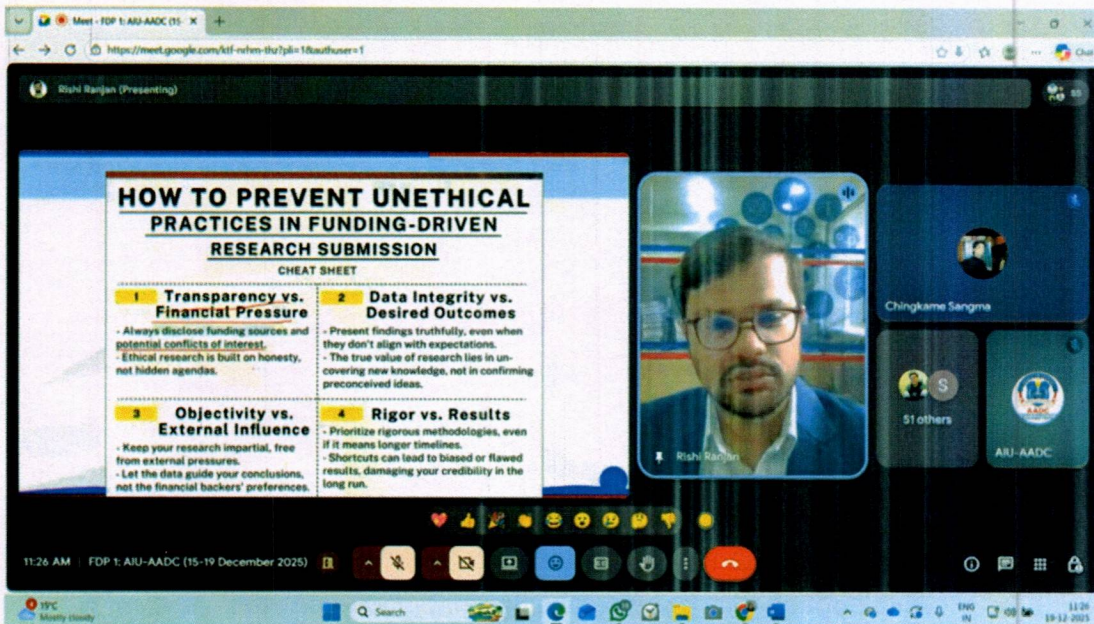 Meet - FDP 1: AIU-AADC (15-
https://meet.google.com/ktf-nrhm-thz?pli=1&authuser=1
Chat
Rishi Ranjan (Presenting)
55
HOW TO PREVENT UNETHICAL
PRACTICES IN FUNDING-DRIVEN
RESEARCH SUBMISSION
CHEAT SHEET
1 Transparency vs.
Financial Pressure
- Always disclose funding sources and
potential conflicts of interest.
- Ethical research is built on honesty,
not hidden agendas.
2 Data Integrity vs.
Desired Outcomes
- Present findings truthfully, even when
they don't align with expectations.
- The true value of research lies in un-
covering new knowledge, not in confirming
preconceived ideas.
3 Objectivity vs.
External Influence
- Keep your research impartial, free
from external pressures.
- Let the data guide your conclusions,
not the financial backers' preferences.
4 Rigor vs. Results
- Prioritize rigorous methodologies, even
if it means longer timelines.
- Shortcuts can lead to biased or flawed
results, damaging your credibility in the
long run.
Rishi Ranjan
Chingkame Sangma
S
51 others
AADC
AIU-AADC
11:26 AM | FDP 1: AIU-AADC (15-19 December 2025)
19°C
Mostly cloudy
Search
ENG
IN
11:26
19-12-2025